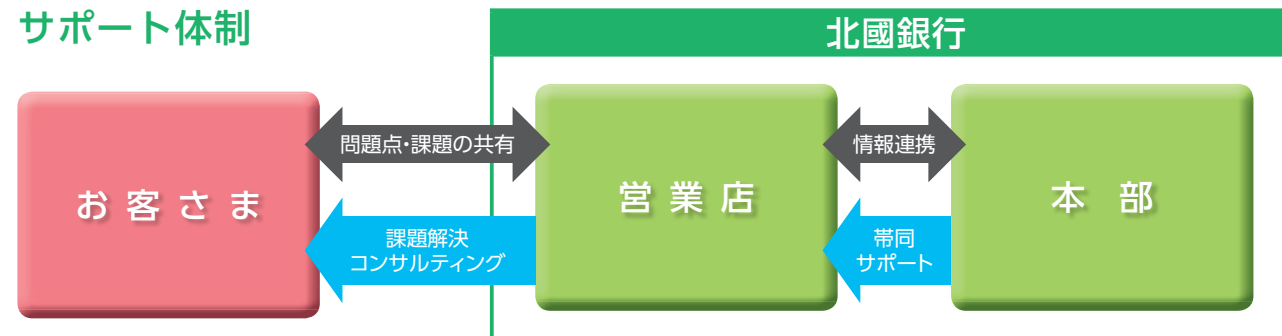 サポート体制
北國銀行
お客さま
問題点・課題の共有
課題解決
コンサルティング
営業店
情報連携
帯同
サポート
本部